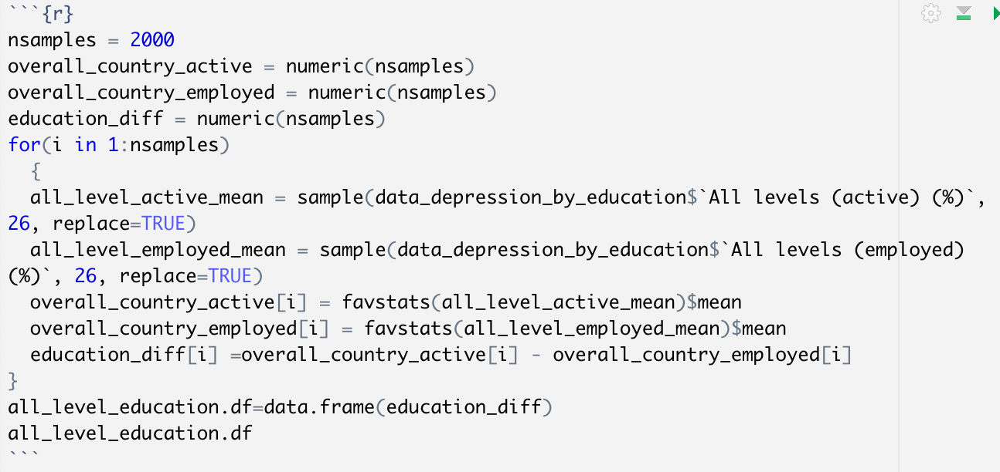 ```{r}
nsamples = 2000
overall_country_active = numeric(nsamples)
overall_country_employed = numeric(nsamples)
education_diff = numeric(nsamples)
for(i in 1:nsamples)
  {
  all_level_active_mean = sample(data_depression_by_education$`All levels (active) (%)`,
26, replace=TRUE)
  all_level_employed_mean = sample(data_depression_by_education$`All levels (employed)
(%)`, 26, replace=TRUE)
  overall_country_active[i] = favstats(all_level_active_mean)$mean
  overall_country_employed[i] = favstats(all_level_employed_mean)$mean
  education_diff[i] =overall_country_active[i] - overall_country_employed[i]
}
all_level_education.df=data.frame(education_diff)
all_level_education.df
```